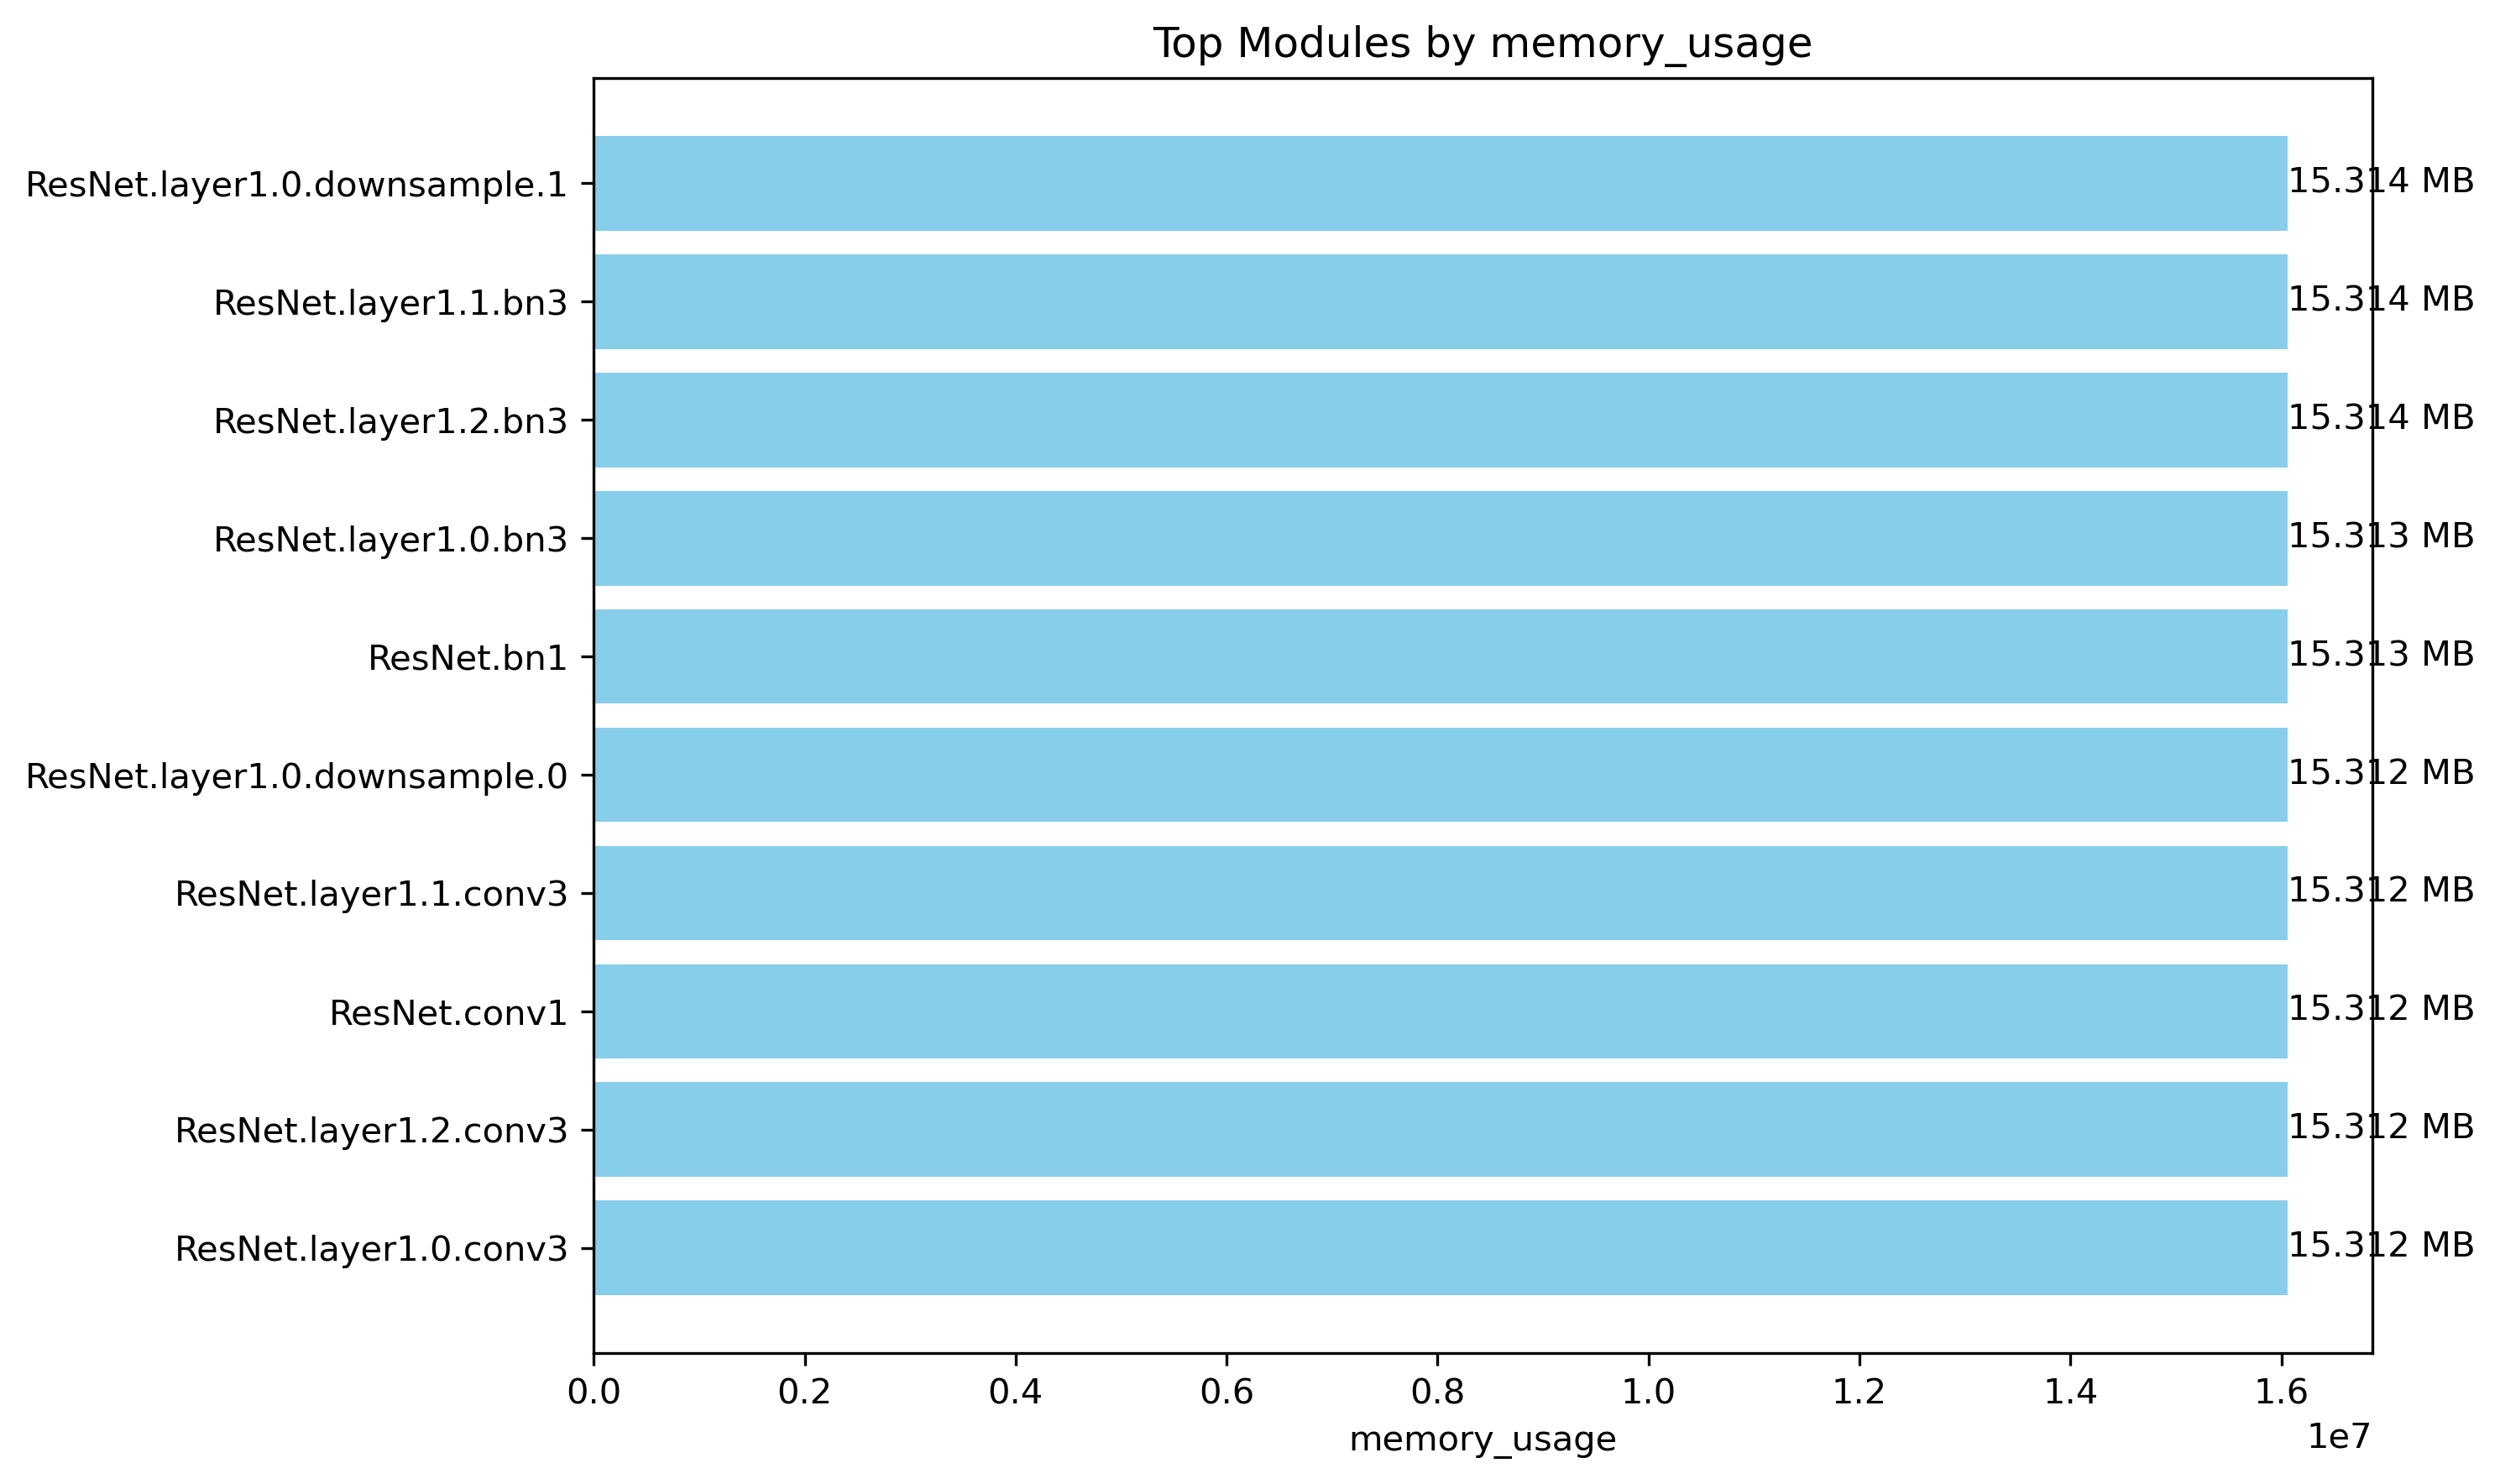 Top Modules by memory_usage
ResNet.layer1.0.downsample.1 15.314 MB
ResNet.layer1.1.bn3 15.314 MB
ResNet.layer1.2.bn3 15.314 MB
ResNet.layer1.0.bn3 15.313 MB
ResNet.bn1 15.313 MB
ResNet.layer1.0.downsample.0 15.312 MB
ResNet.layer1.1.conv3 15.312 MB
ResNet.conv1 15.312 MB
ResNet.layer1.2.conv3 15.312 MB
ResNet.layer1.0.conv3 15.312 MB
0.0 0.2 0.4 0.6 0.8 1.0 1.2 1.4 1.6
memory_usage 1e7